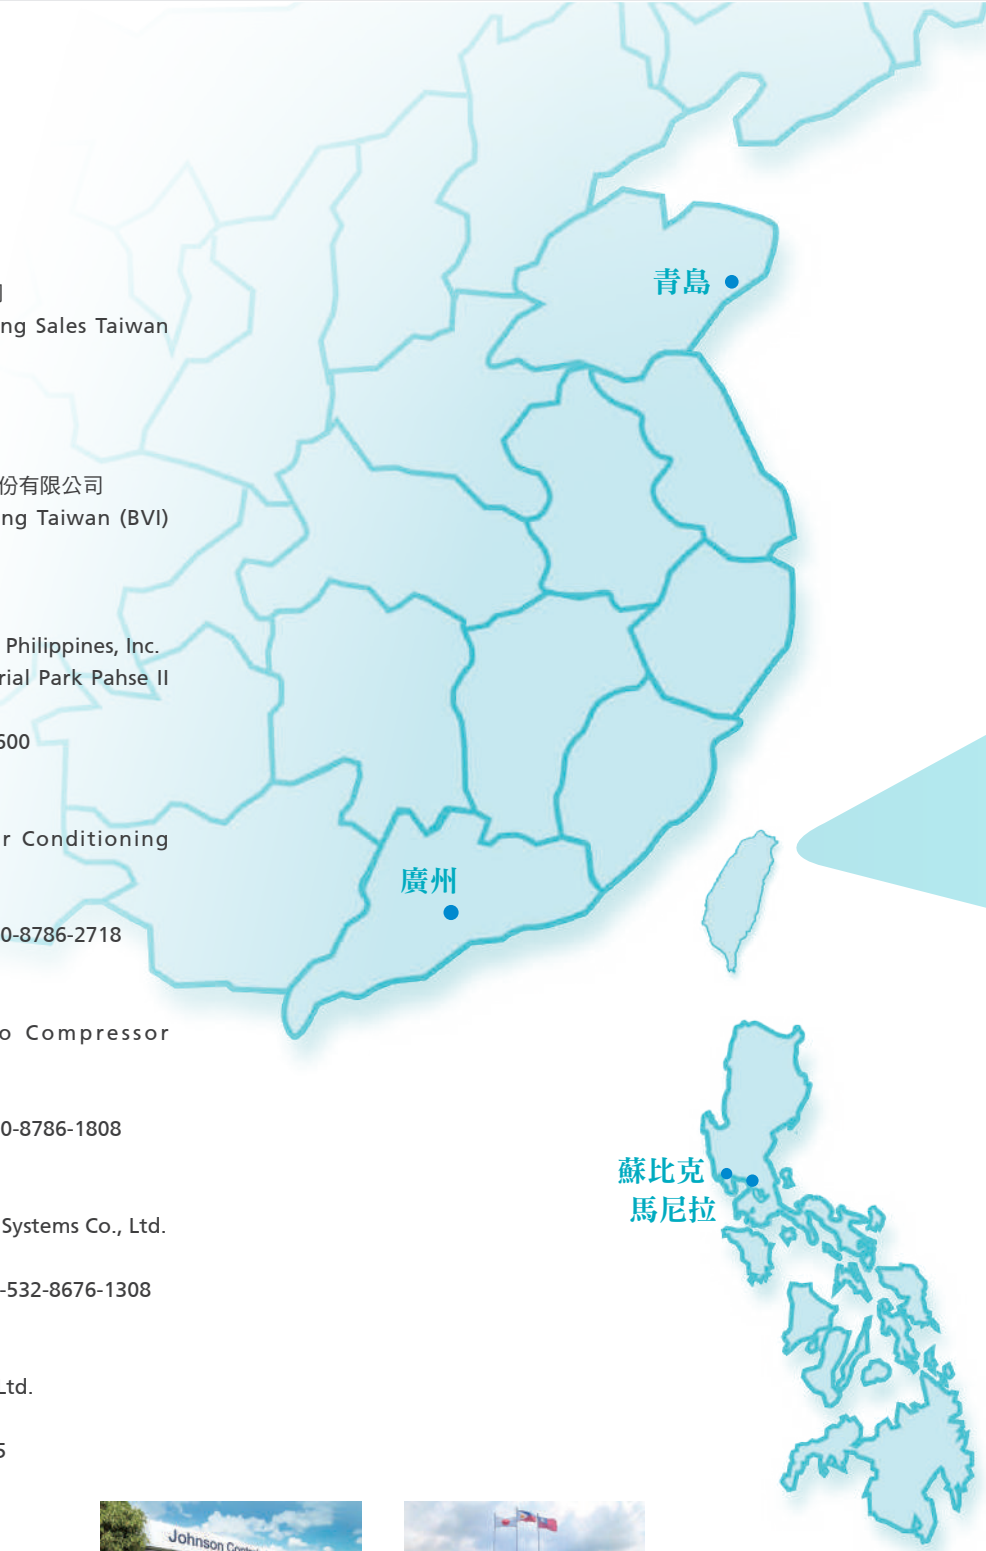 ng Sales Taiwan
份有限公司
ng Taiwan (BVI)
Philippines, Inc.
rial Park Pahse II
600
r Conditioning
0-8786-2718
o Compressor
0-8786-1808
Systems Co., Ltd.
-532-8676-1308
Ltd.
5
青島
廣州
蘇比克
馬尼拉
Johnson